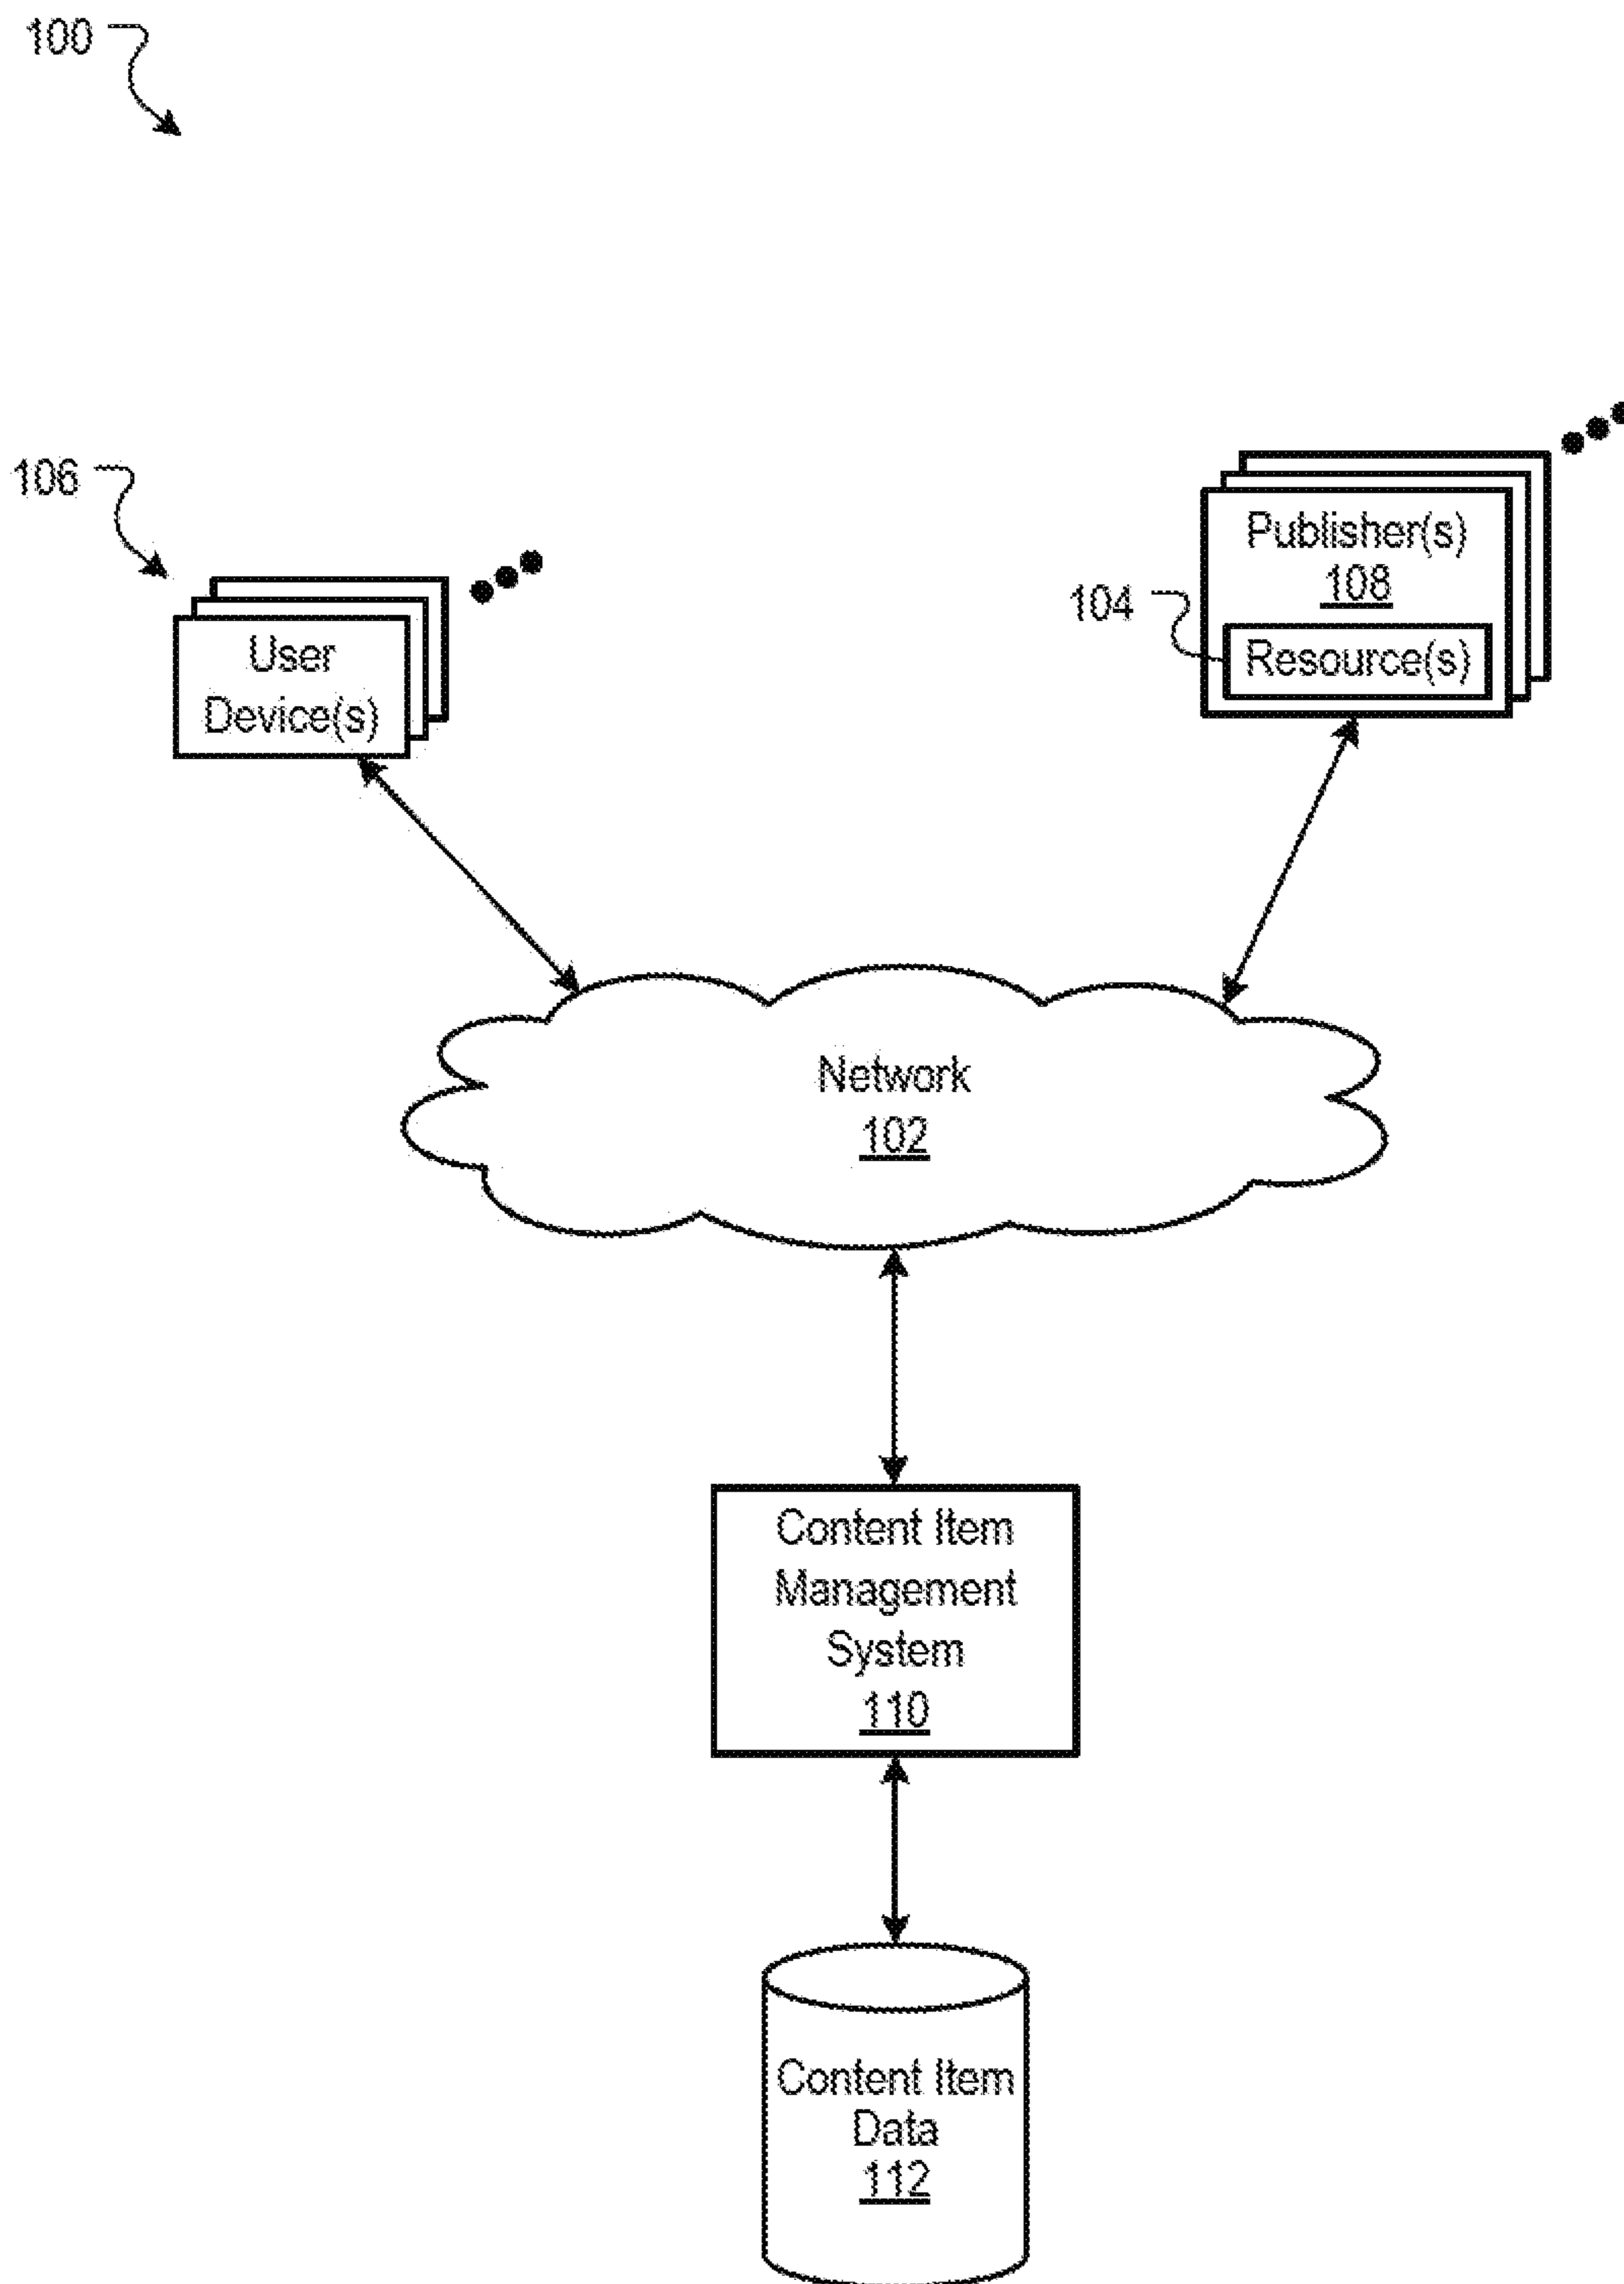 100
106
User
Device(s)
Publisher(s)
108
104
Resource(s)
Network
102
Content Item
Management
System
110
Content Item
Data
112